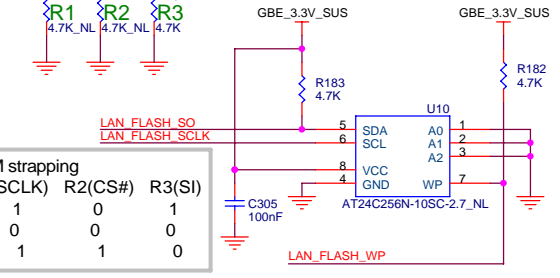 R1 R2 R3
4.7K_NL 4.7K_NL 4.7K
GBE_3.3V_SUS GBE_3.3V_SUS
R183
4.7K
R182
4.7K
U10
LAN_FLASH_SO 5 SDA A0 1
LAN_FLASH_SCLK 6 SCL A1 2
A2 3
8 VCC
4 GND WP 7
AT24C256N-10SC-2.7_NL
C305
100nF
LAN_FLASH_WP
strapping
SCLK) R2(CS#) R3(SI)
1 0 1
0 0 0
1 1 0